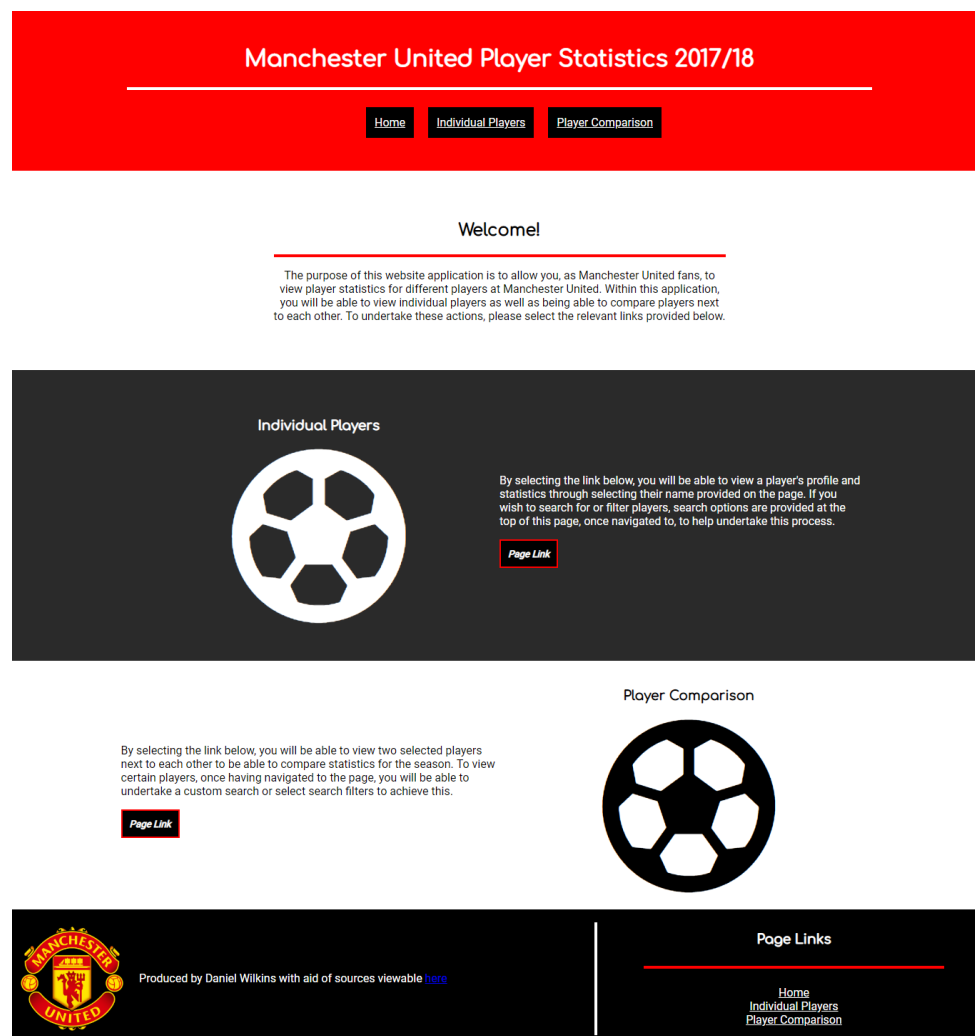 Manchester United Player Statistics 2017/18
Home
Individual Players
Player Comparison
Welcome!
The purpose of this website application is to allow you, as Manchester United fans, to
view player statistics for different players at Manchester United. Within this application,
you will be able to view individual players as well as being able to compare players next
to each other. To undertake these actions, please select the relevant links provided below.
Individual Players
By selecting the link below, you will be able to view a player's profile and
statistics through selecting their name provided on the page. If you
wish to search for or filter players, search options are provided at the
top of this page, once navigated to, to help undertake this process.
Page Link
Player Comparison
By selecting the link below, you will be able to view two selected players
next to each other to be able to compare statistics for the season. To view
certain players, once having navigated to the page, you will be able to
undertake a custom search or select search filters to achieve this.
Page Link
MANCHESTER
UNITED
Produced by Daniel Wilkins with aid of sources viewable here
Page Links
Home
Individual Players
Player Comparison